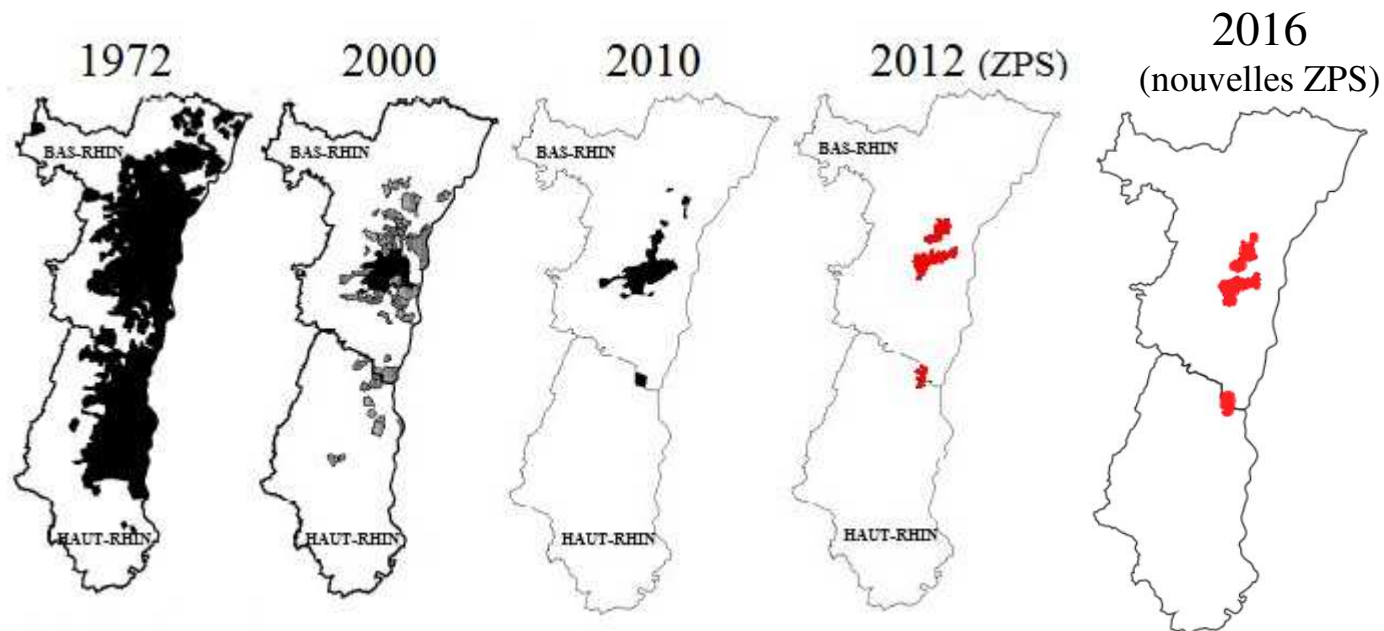 1972
BAS-RHIN
HAUT-RHIN
2000
BAS-RHIN
HAUT-RHIN
2010
BAS-RHIN
HAUT-RHIN
2012 (ZPS)
BAS-RHIN
HAUT-RHIN
2016
(nouvelles ZPS)